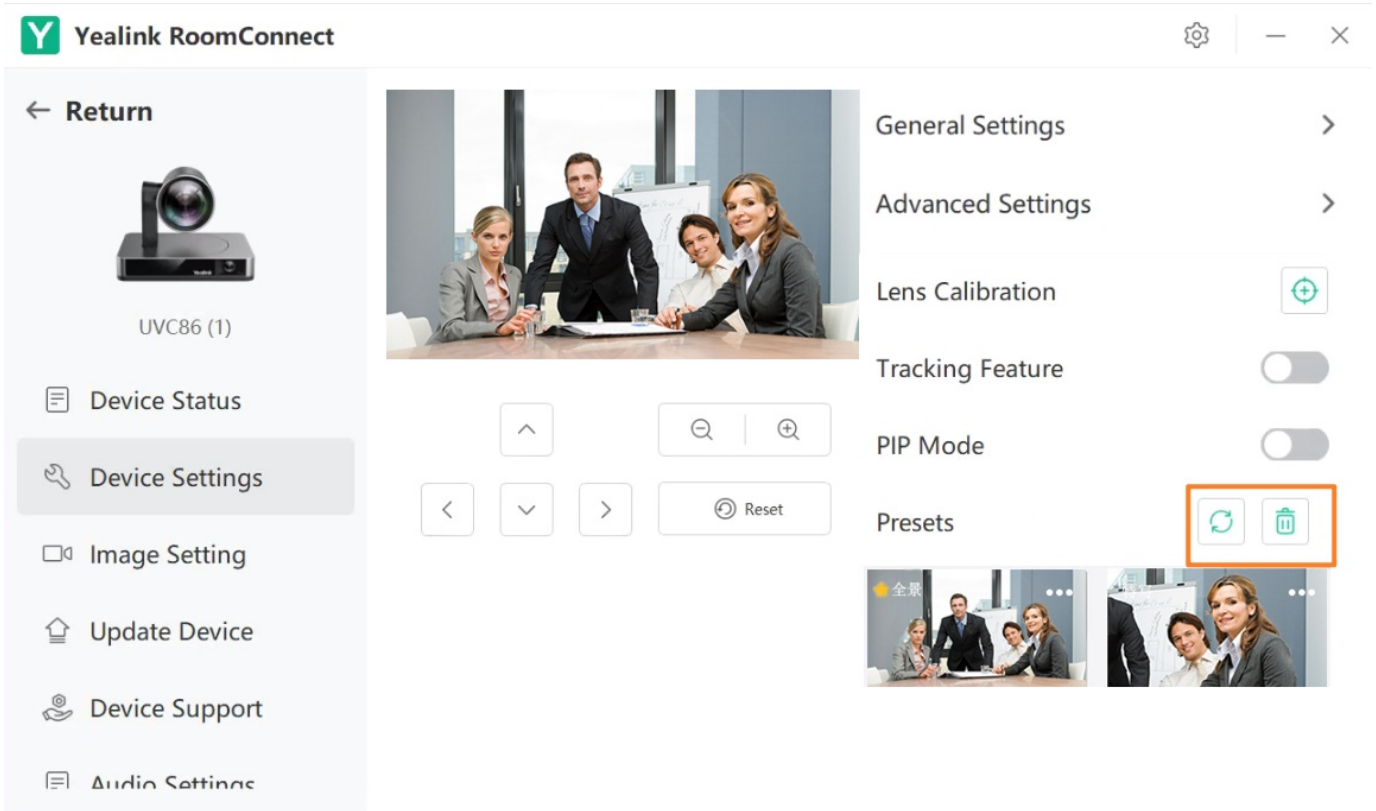 Yealink RoomConnect
Return
UVC86 (1)
Device Status
Device Settings
Image Setting
Update Device
Device Support
Audio Settings
Reset
General Settings
Advanced Settings
Lens Calibration
Tracking Feature
PIP Mode
Presets
全景